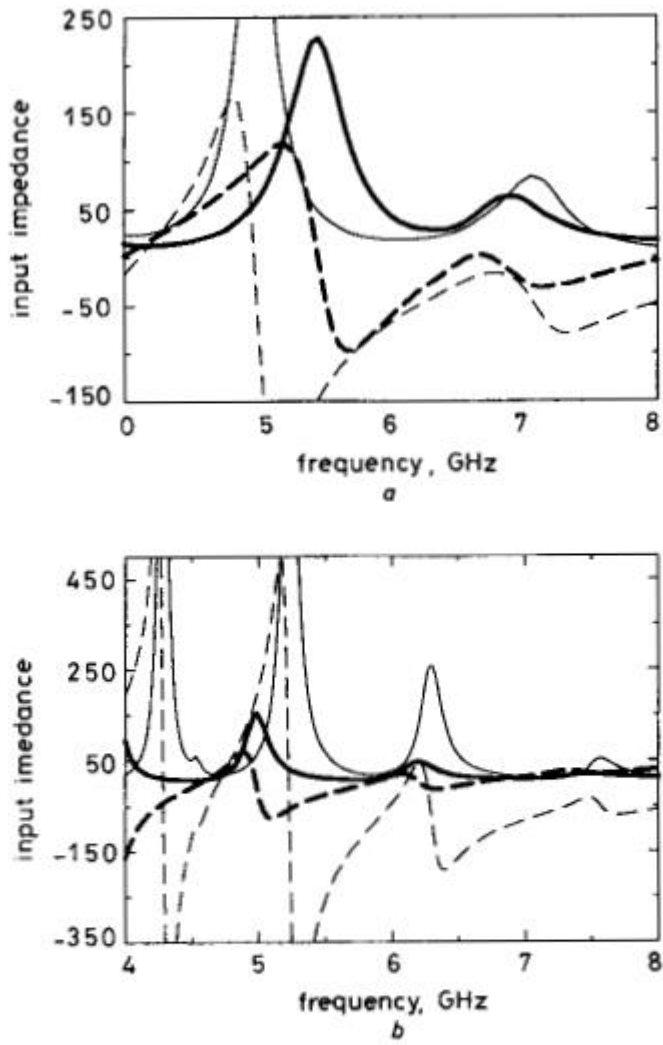 250
150
50
-50
-150
input impedance
0 5 6 7 8
frequency, GHz
a
450
250
50
-150
-350
input imedance
4 5 6 7 8
frequency, GHz
b